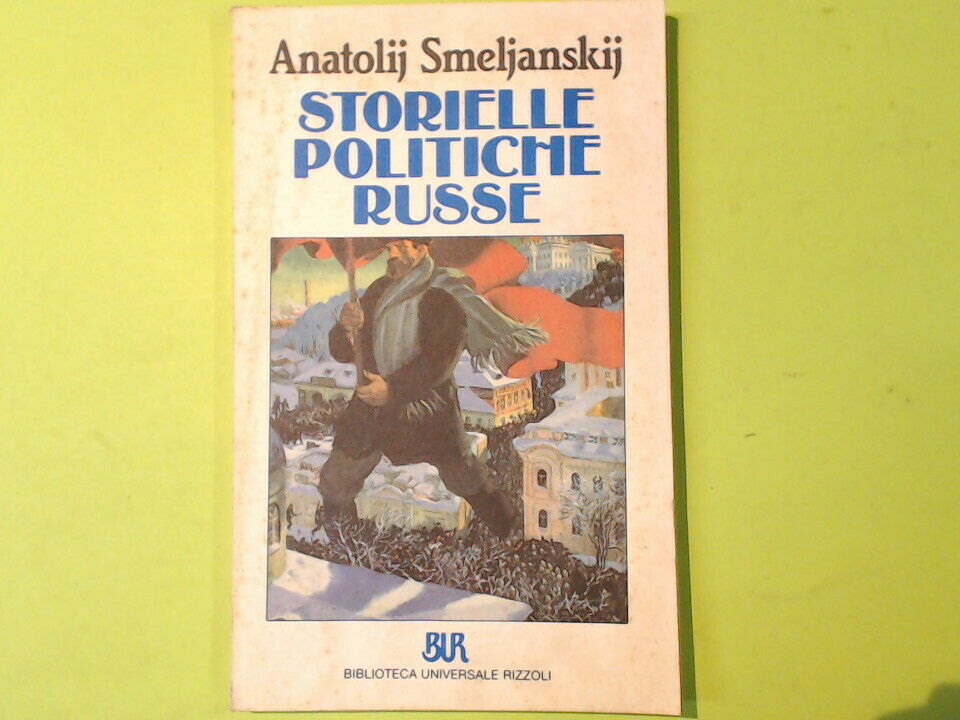 Anatolij Smeljanskij
STORIELLE
POLITICHE
RUSSE
BUR
BIBLIOTECA UNIVERSALE RIZZOLI